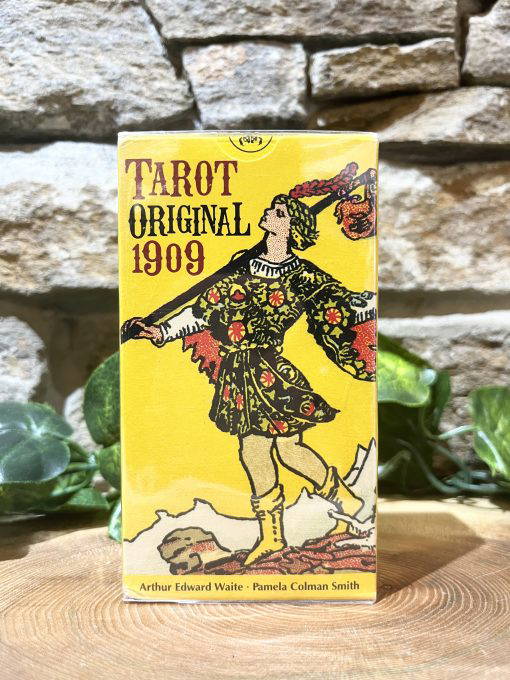 TAROT
ORIGINAL
1909
Arthur Edward Waite · Pamela Colman Smith